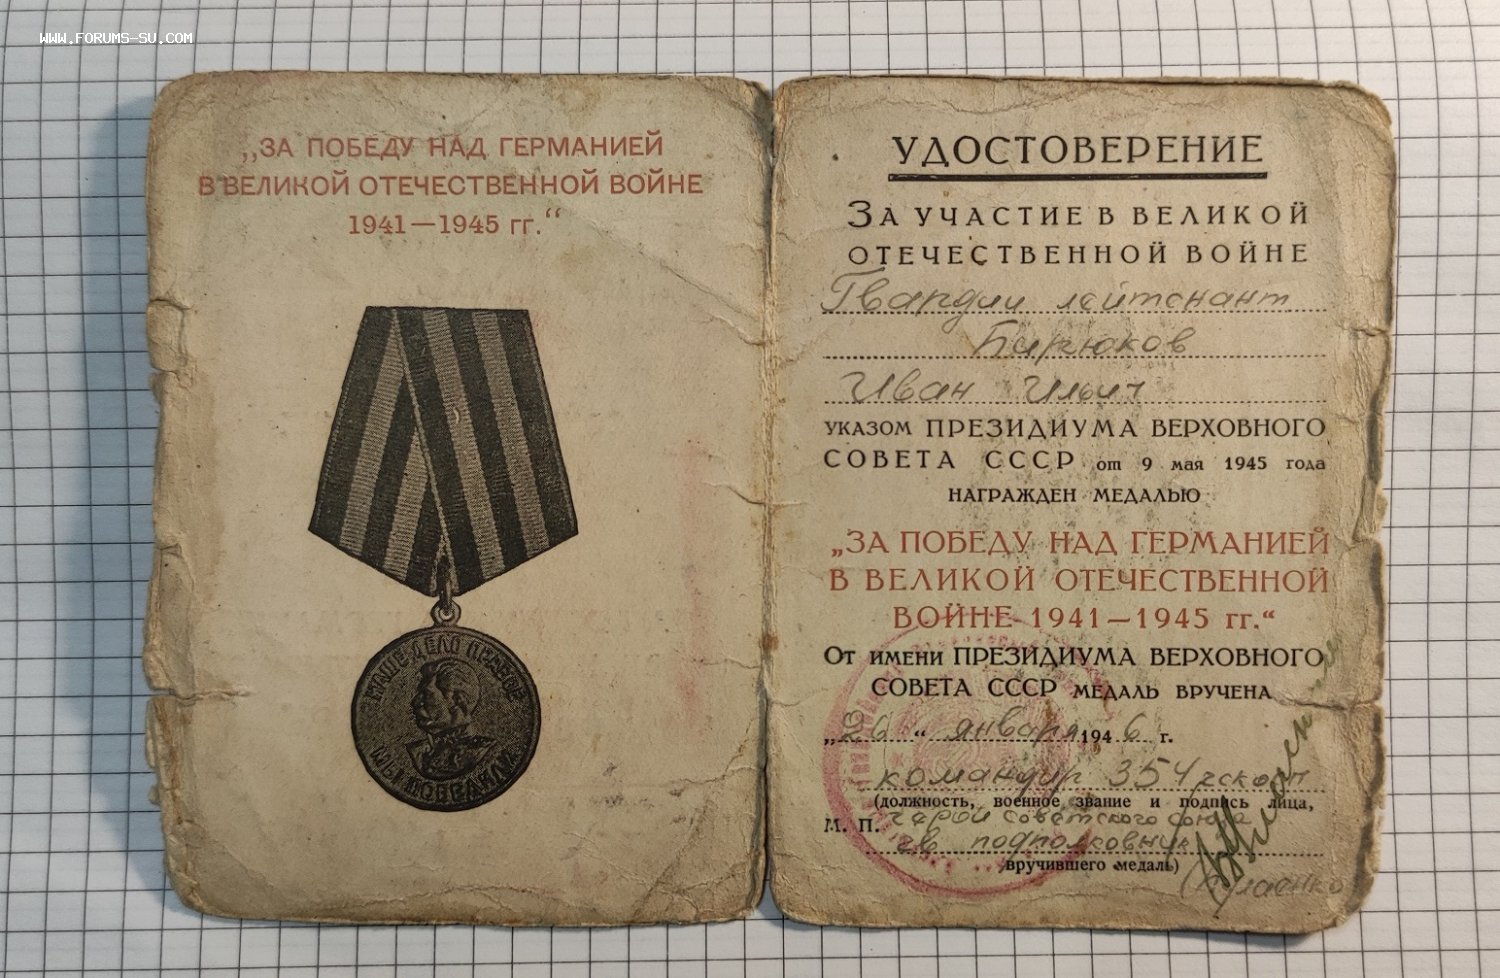 WWW.FORUMS-SU.COM
„ЗА ПОБЕДУ НАД ГЕРМАНИЕЙ
В ВЕЛИКОЙ ОТЕЧЕСТВЕННОЙ ВОЙНЕ
1941—1945 гг.“
НАШЕ ДЕЛО ПРАВОЕ
МЫ ПОБЕДИЛИ
УДОСТОВЕРЕНИЕ
ЗА УЧАСТИЕ В ВЕЛИКОЙ
ОТЕЧЕСТВЕННОЙ ВОЙНЕ
Гвардии лейтенант
Бирюков
Иван Ильич
УКАЗОМ ПРЕЗИДИУМА ВЕРХОВНОГО
СОВЕТА СССР от 9 мая 1945 года
НАГРАЖДЕН МЕДАЛЬЮ
„ЗА ПОБЕДУ НАД ГЕРМАНИЕЙ
В ВЕЛИКОЙ ОТЕЧЕСТВЕННОЙ
ВОЙНЕ 1941—1945 гг.“
ОТ ИМЕНИ ПРЕЗИДИУМА ВЕРХОВНОГО
СОВЕТА СССР МЕДАЛЬ ВРУЧЕНА
„26“ января 1946 г.
командир 354
(должность, военное звание и подпись лица,
М. П. герой советского союза
гв подполковник
вручившего медаль)